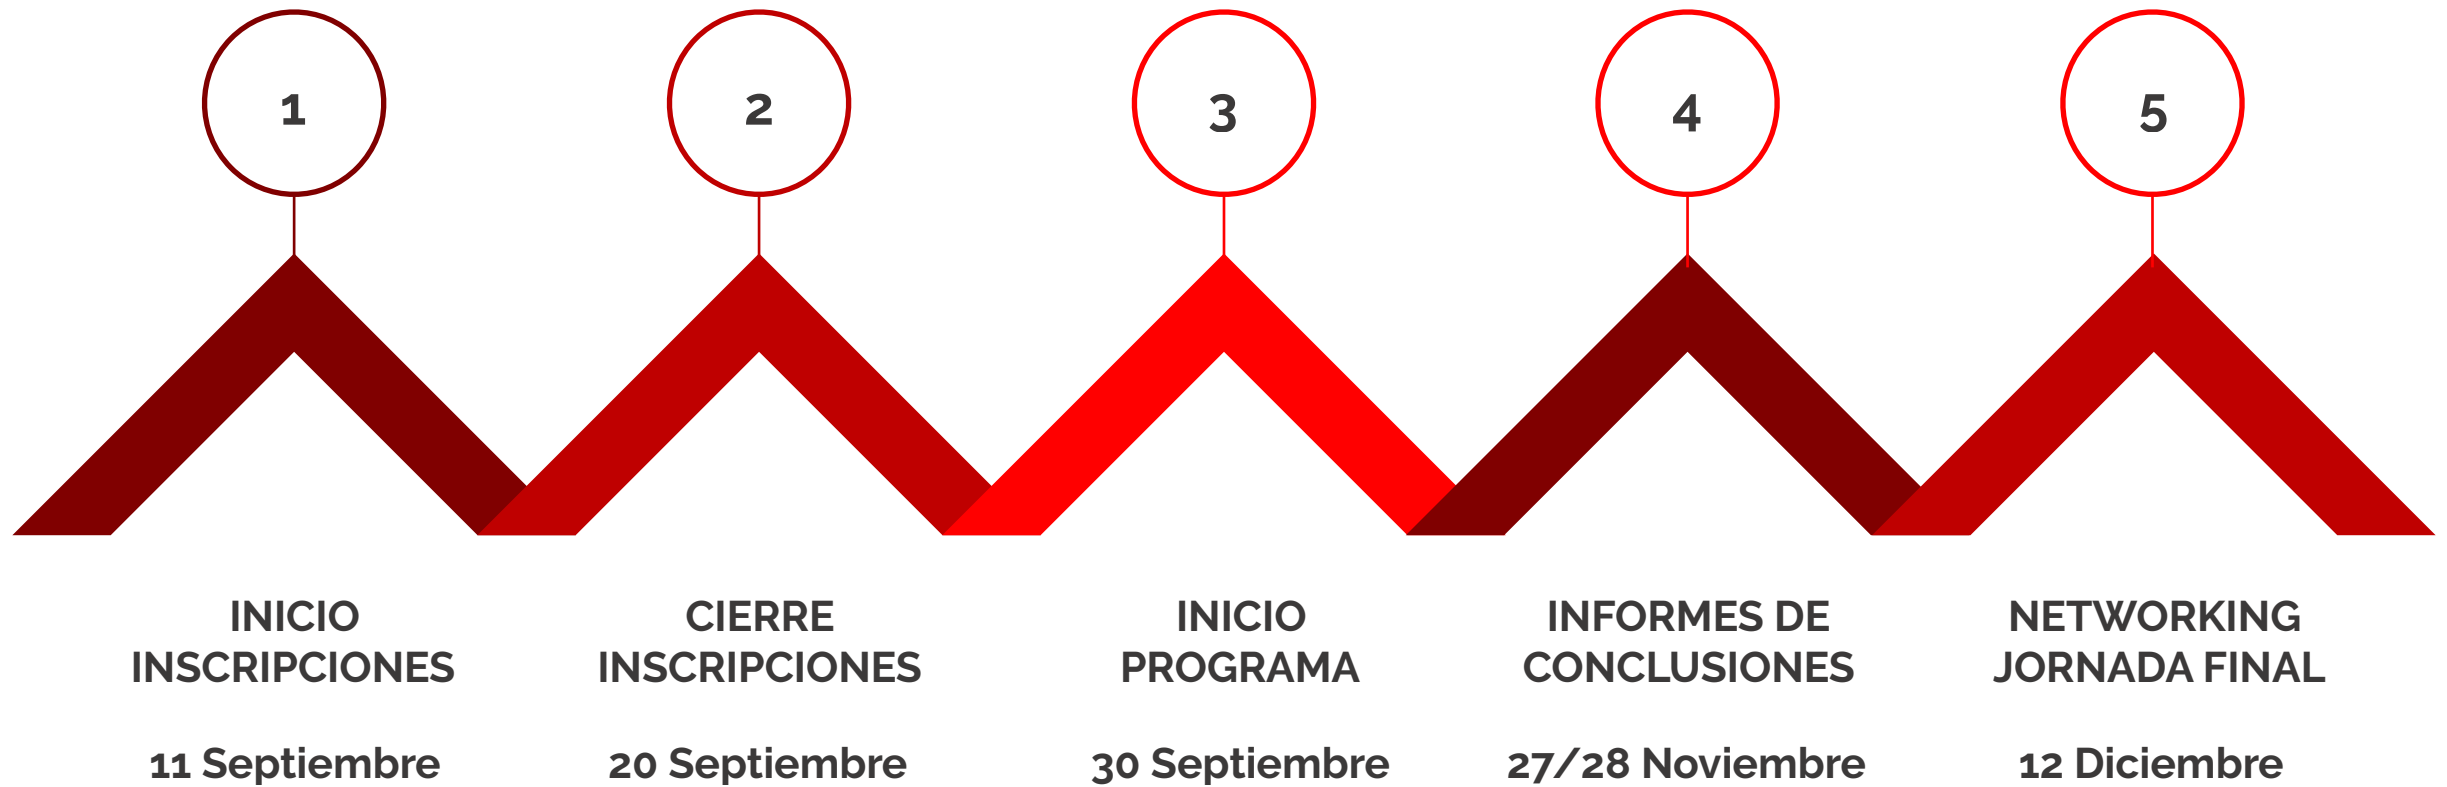 1
2
3
4
5
INICIO
INSCRIPCIONES
11 Septiembre
CIERRE
INSCRIPCIONES
20 Septiembre
INICIO
PROGRAMA
30 Septiembre
INFORMES DE
CONCLUSIONES
27/28 Noviembre
NETWORKING
JORNADA FINAL
12 Diciembre